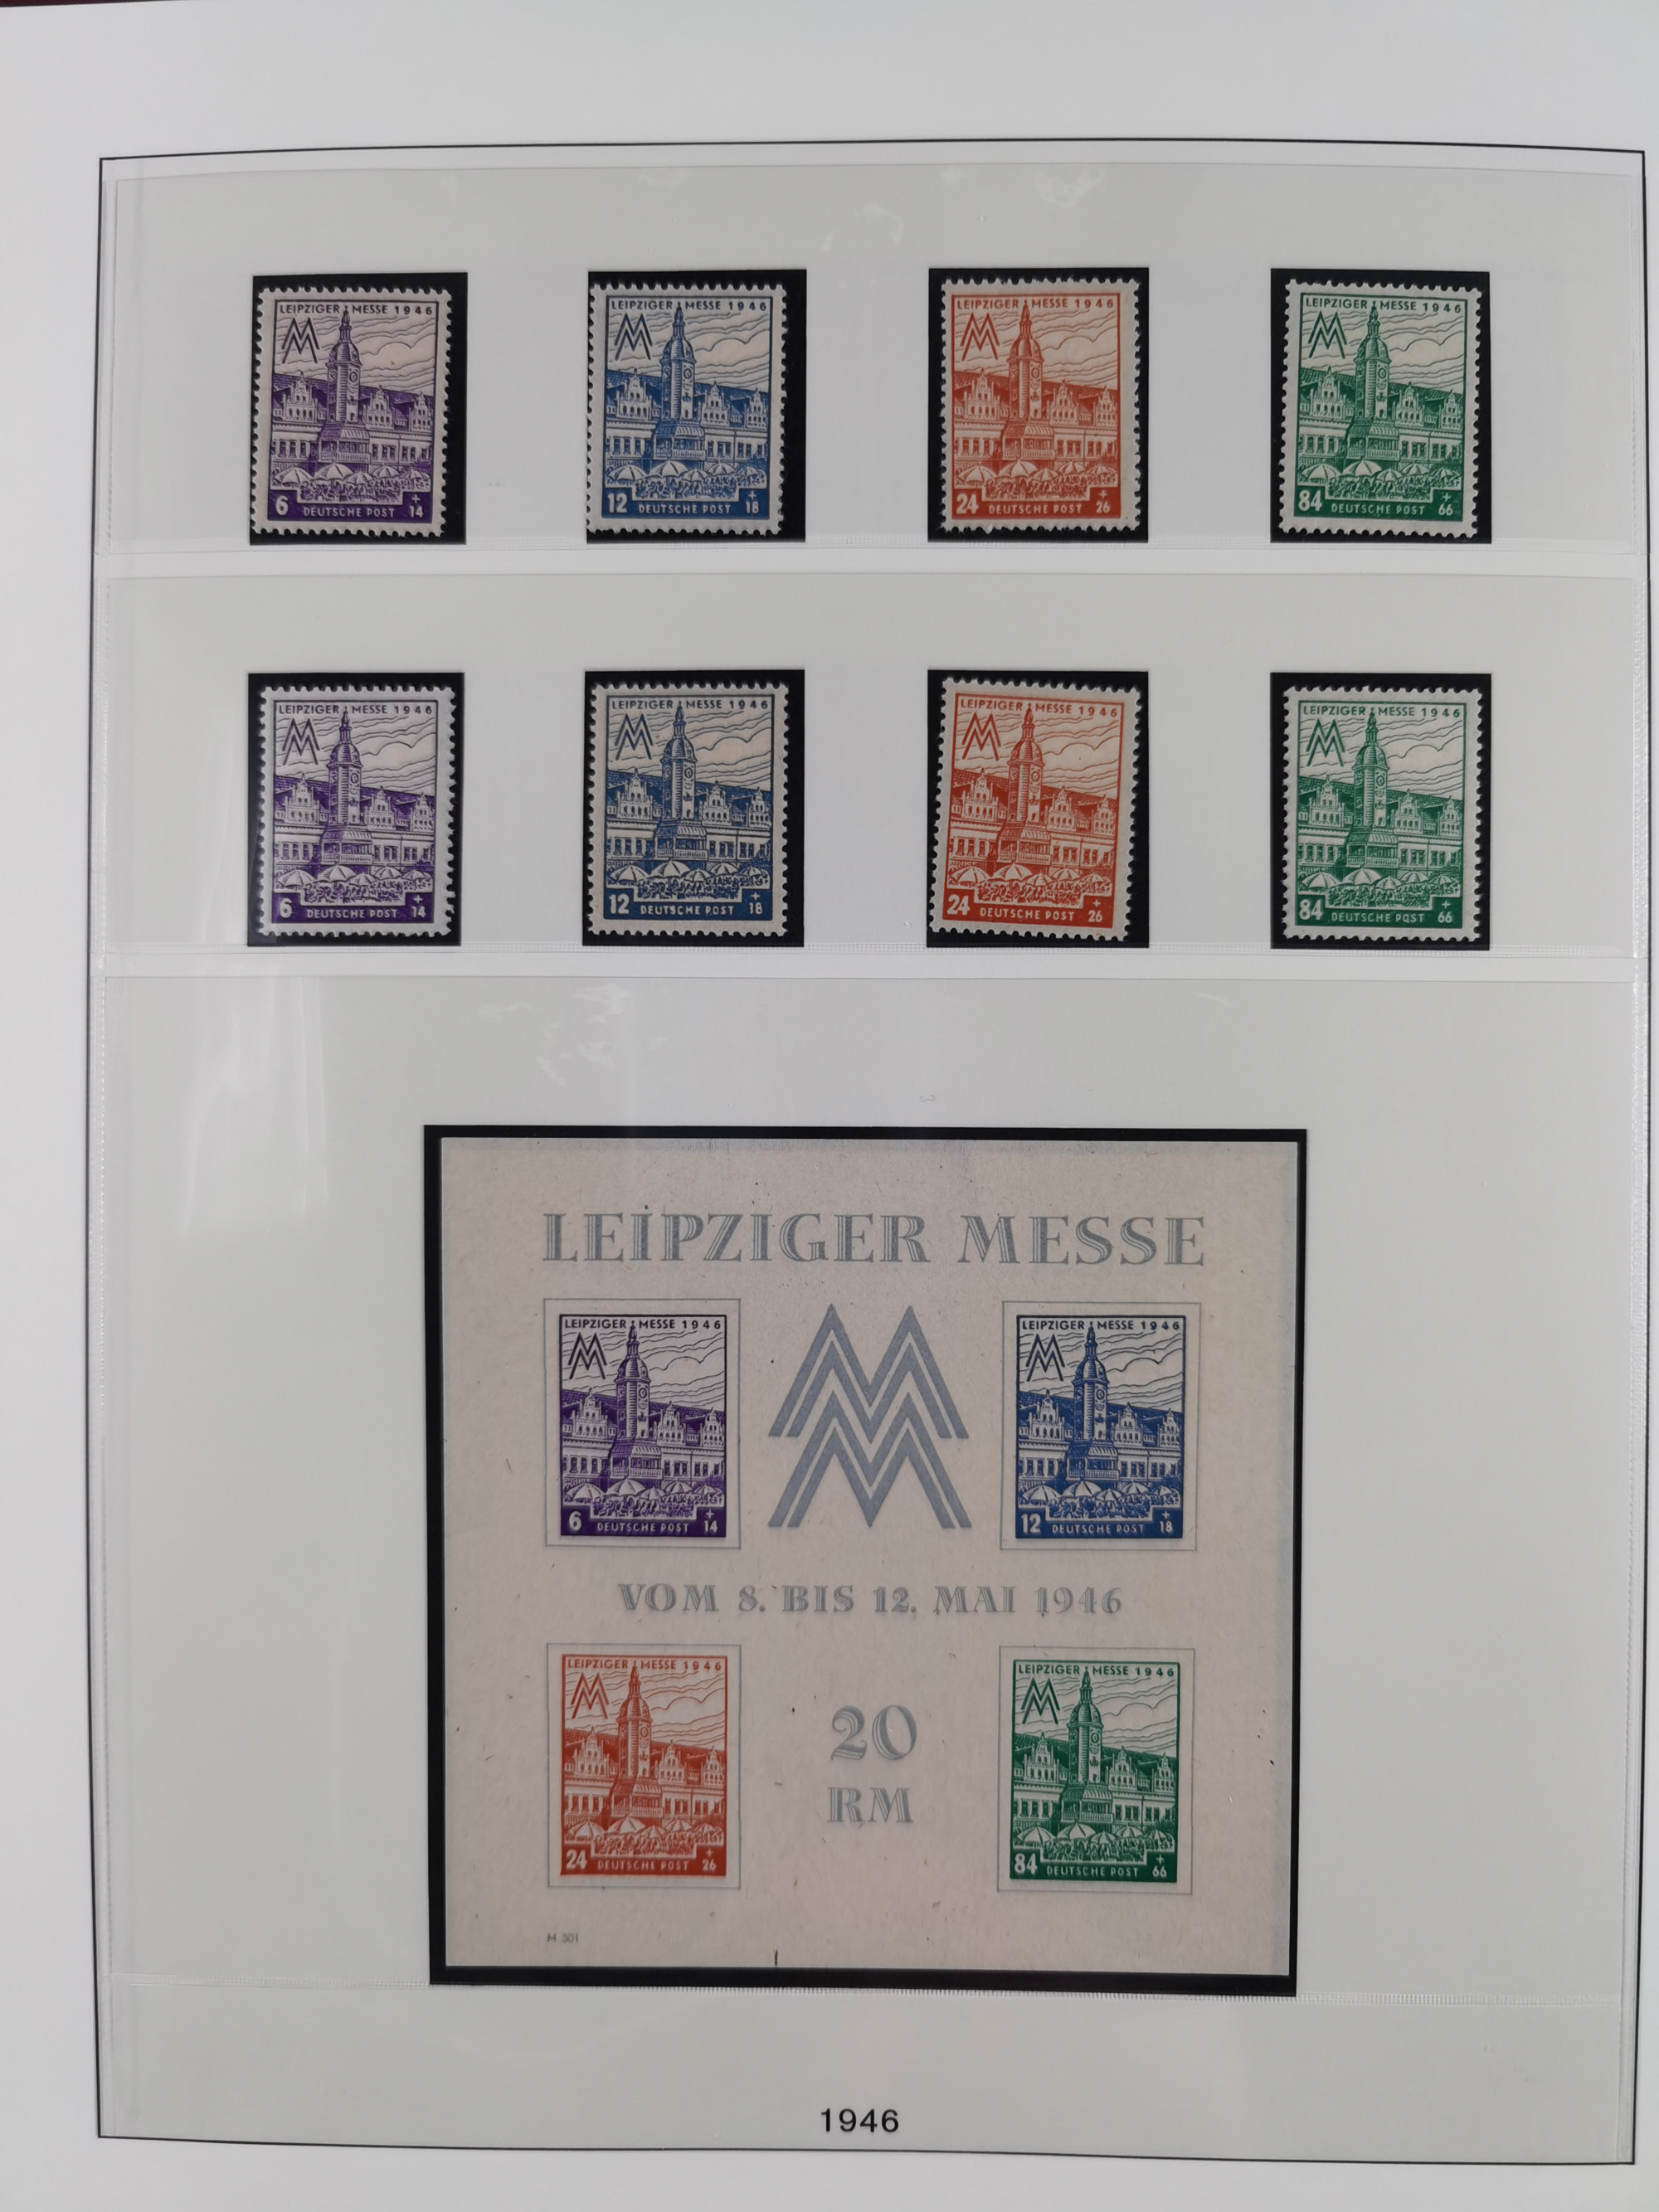 LEIPZIGER MESSE 1946
6 DEUTSCHE POST + 14
LEIPZIGER MESSE 1946
12 DEUTSCHE POST + 18
LEIPZIGER MESSE 1946
24 DEUTSCHE POST + 26
LEIPZIGER MESSE 1946
84 DEUTSCHE POST + 66
LEIPZIGER MESSE 1946
6 DEUTSCHE POST + 14
LEIPZIGER MESSE 1946
12 DEUTSCHE POST + 18
LEIPZIGER MESSE 1946
24 DEUTSCHE POST + 26
LEIPZIGER MESSE 1946
84 DEUTSCHE POST + 66
LEIPZIGER MESSE
LEIPZIGER MESSE 1946
6 DEUTSCHE POST + 14
MM
LEIPZIGER MESSE 1946
12 DEUTSCHE POST + 18
VOM 8. BIS 12. MAI 1946
LEIPZIGER MESSE 1946
24 DEUTSCHE POST + 26
20
RM
LEIPZIGER MESSE 1946
84 DEUTSCHE POST + 66
M 301
1946